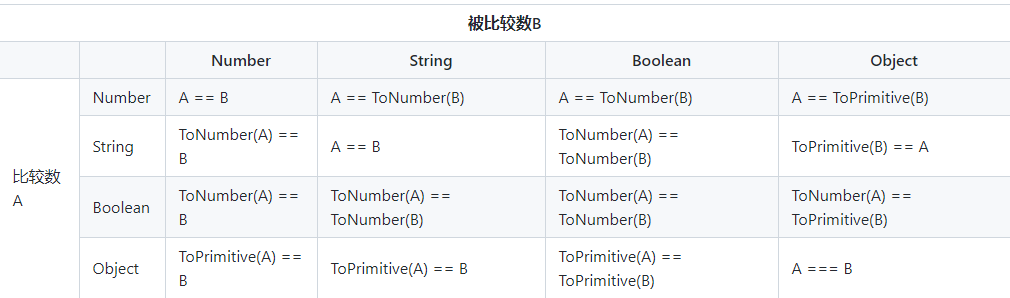 被比较数B
Number String Boolean Object
比较数
A
Number A == B A == ToNumber(B) A == ToNumber(B) A == ToPrimitive(B)
String ToNumber(A) ==
B A == B ToNumber(A) ==
ToNumber(B) ToPrimitive(B) == A
Boolean ToNumber(A) ==
B ToNumber(A) ==
ToNumber(B) ToNumber(A) ==
ToNumber(B) ToNumber(A) ==
ToPrimitive(B)
Object ToPrimitive(A) ==
B ToPrimitive(A) == B ToPrimitive(A) ==
ToPrimitive(B) A === B